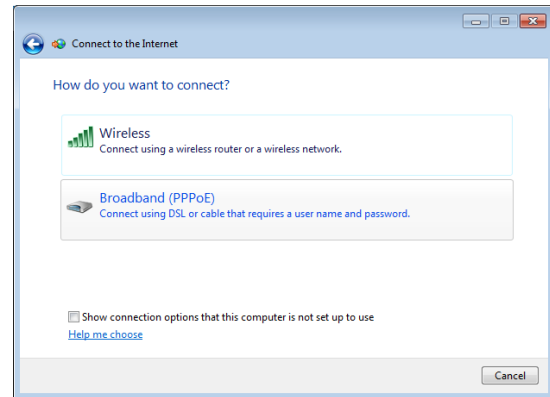 Connect to the Internet
How do you want to connect?
Wireless
Connect using a wireless router or a wireless network.
Broadband (PPPoE)
Connect using DSL or cable that requires a user name and password.
Show connection options that this computer is not set up to use
Help me choose
Cancel